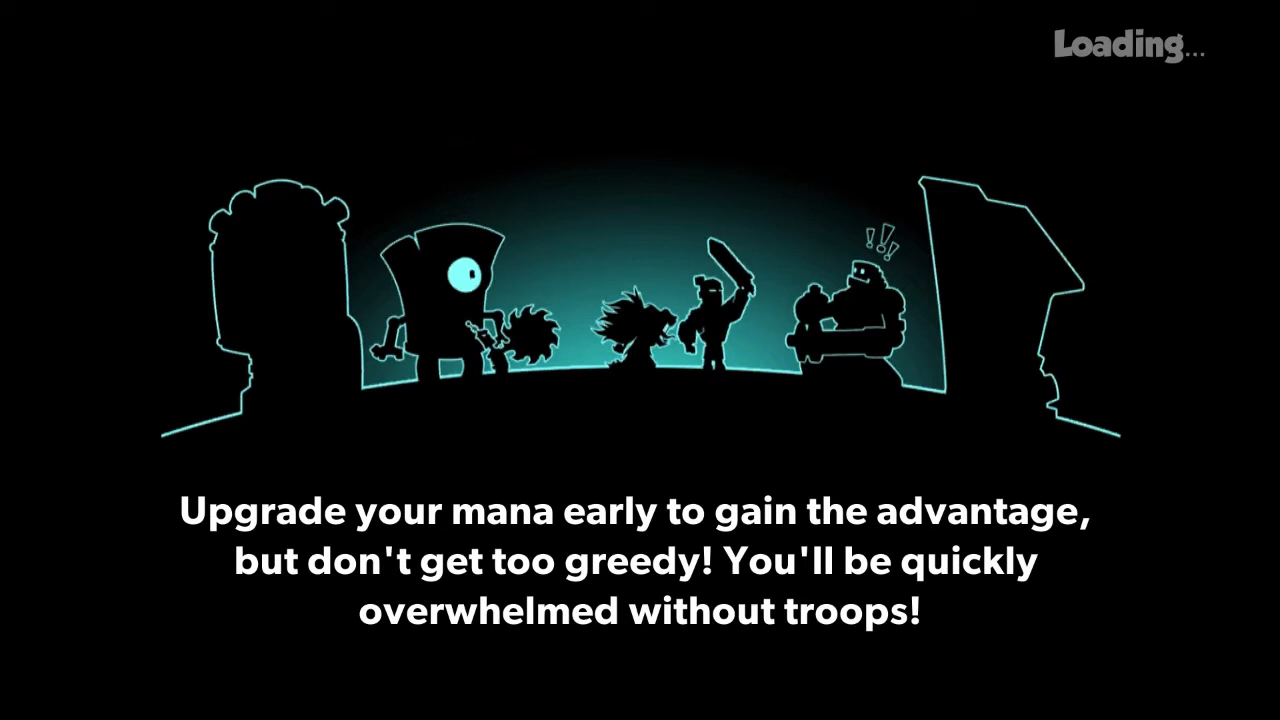 Loading...
Upgrade your mana early to gain the advantage,
but don't get too greedy! You'll be quickly
overwhelmed without troops!